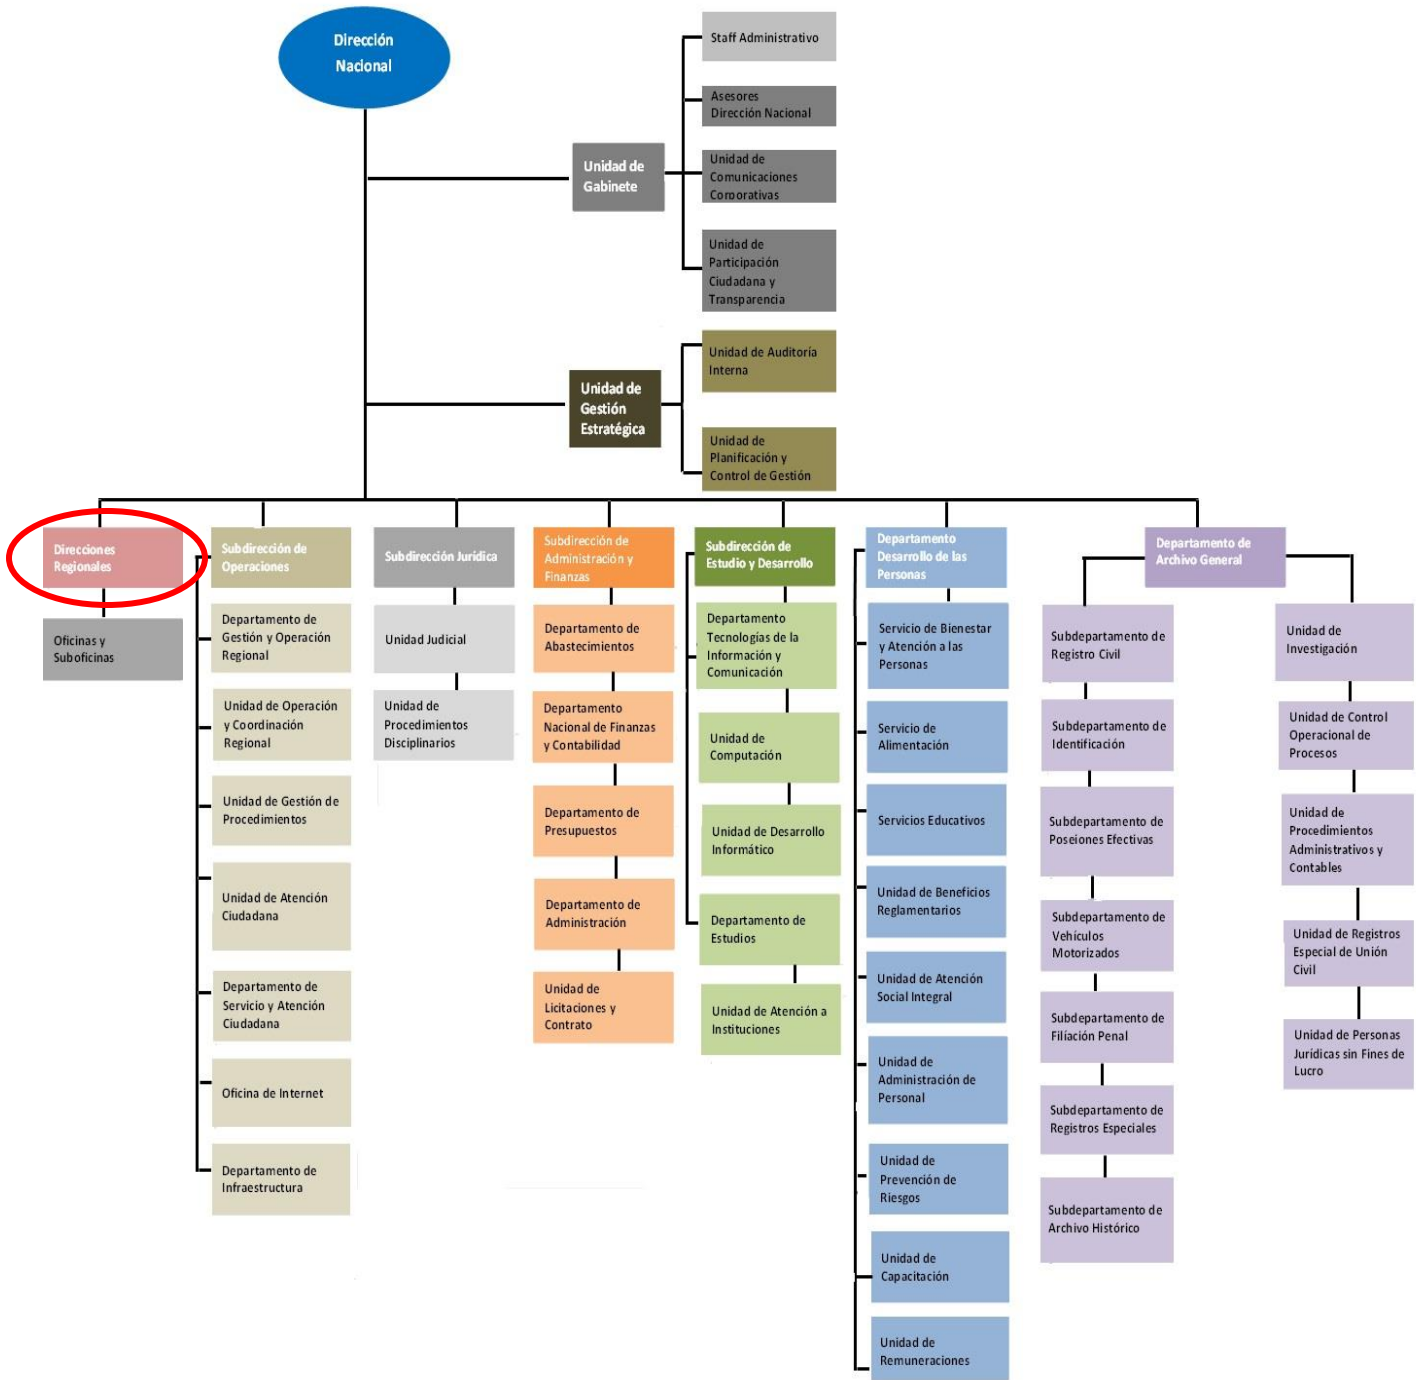 Dirección
Nacional
Staff Administrativo
Asesores
Dirección Nacional
Unidad de
Gabinete
Unidad de
Comunicaciones
Corporativas
Unidad de
Participación
Ciudadana y
Transparencia
Unidad de Auditoría
Interna
Unidad de
Gestión
Estratégica
Unidad de
Planificación y
Control de Gestión
Direcciones
Regionales
Oficinas y
Suboficinas
Subdirección de
Operaciones
Departamento de
Gestión y Operación
Regional
Unidad de Operación
y Coordinación
Regional
Unidad de Gestión de
Procedimientos
Unidad de Atención
Ciudadana
Departamento de
Servicio y Atención
Ciudadana
Oficina de Internet
Departamento de
Infraestructura
Subdirección Jurídica
Unidad Judicial
Unidad de
Procedimientos
Disciplinarios
Subdirección de
Administración y
Finanzas
Departamento de
Abastecimientos
Departamento
Nacional de Finanzas
y Contabilidad
Departamento de
Presupuestos
Departamento de
Administración
Unidad de
Licitaciones y
Contrato
Subdirección de
Estudio y Desarrollo
Departamento
Tecnologías de la
Información y
Comunicación
Unidad de
Computación
Unidad de Desarrollo
Informático
Departamento de
Estudios
Unidad de Atención a
Instituciones
Departamento
Desarrollo de las
Personas
Servicio de Bienestar
y Atención a las
Personas
Servicio de
Alimentación
Servicios Educativos
Unidad de Beneficios
Reglamentarios
Unidad de Atención
Social Integral
Unidad de
Administración de
Personal
Unidad de
Prevención de
Riesgos
Unidad de
Capacitación
Unidad de
Remuneraciones
Departamento de
Archivo General
Subdepartamento de
Registro Civil
Subdepartamento de
Identificación
Subdepartamento de
Poseiones Efectivas
Subdepartamento de
Vehículos
Motorizados
Subdepartamento de
Filiación Penal
Subdepartamento de
Registros Especiales
Subdepartamento de
Archivo Histórico
Unidad de
Investigación
Unidad de Control
Operacional de
Procesos
Unidad de
Procedimientos
Administrativos y
Contables
Unidad de Registros
Especial de Unión
Civil
Unidad de Personas
Jurídicas sin Fines de
Lucro